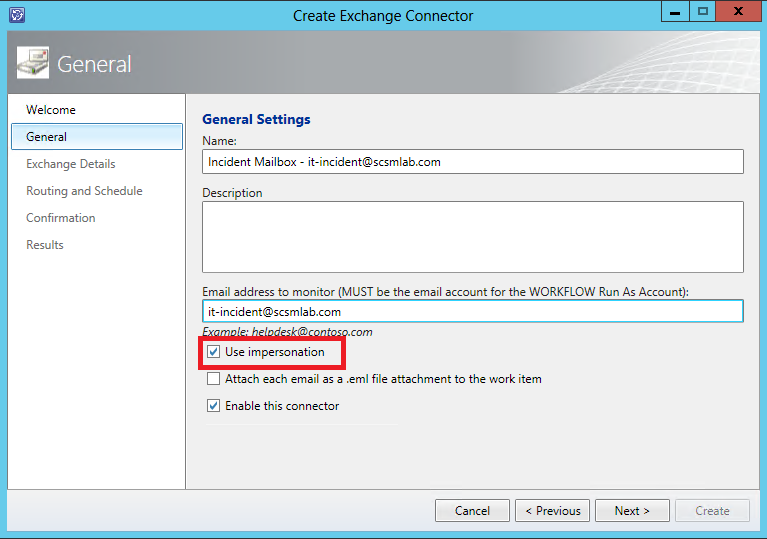 Create Exchange Connector
General
Welcome
General
Exchange Details
Routing and Schedule
Confirmation
Results
General Settings
Name:
Incident Mailbox - it-incident@scsmlab.com
Description
Email address to monitor (MUST be the email account for the WORKFLOW Run As Account):
it-incident@scsmlab.com
Example: helpdesk@contoso.com
Use impersonation
Attach each email as a .eml file attachment to the work item
Enable this connector
Cancel
< Previous
Next >
Create